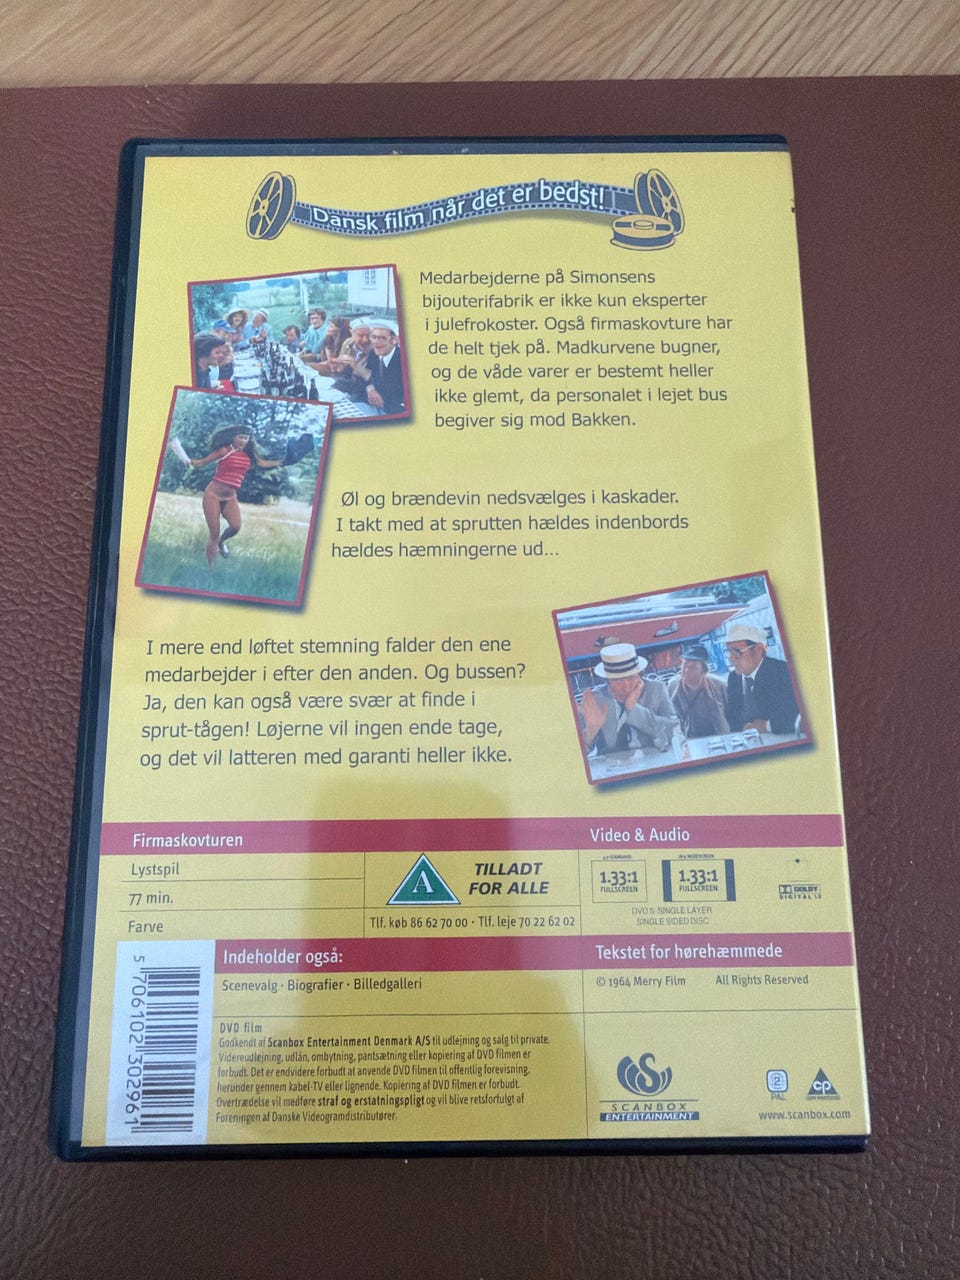 Dansk film når det er bedst!
Medarbejderne på Simonsens
bijouterifabrik er ikke kun eksperter
i julefrokoster. Også firmaskovture har
de helt tjek på. Madkurvene bugner,
og de våde varer er bestemt heller
ikke glemt, da personalet i lejet bus
begiver sig mod Bakken.
Øl og brændevin nedsvælges i kaskader.
I takt med at sprutten hældes indenbords
hældes hæmningerne ud...
I mere end løftet stemning falder den ene
medarbejder i efter den anden. Og bussen?
Ja, den kan også være svær at finde i
sprut-tågen! Løjerne vil ingen ende tage,
og det vil latteren med garanti heller ikke.
Firmaskovturen
Lystspil
77 min.
Farve
A
TILLADT
FOR ALLE
Tlf. køb 86 62 70 00 · Tlf. leje 70 22 62 02
Video & Audio
4:3 STANDARD
1.33:1
FULLSCREEN
16:9 WIDESCREEN
1.33:1
FULLSCREEN
DVD 5: SINGLE LAYER
SINGLE SIDED DISC
DOLBY
DIGITAL
Indeholder også:
Scenevalg · Biografier · Billedgalleri
Tekstet for hørehæmmede
© 1964 Merry Film All Rights Reserved
DVD film
Godkendt af Scanbox Entertainment Danmark A/S til udlejning og salg til private.
Videreudlejning, udlån, ombytning, pantsætning eller kopiering af DVD filmen er
forbudt. Det er endvidere forbudt at anvende DVD filmen til offentlig forevisning,
herunder gennem kabel-TV eller lignende. Kopiering af DVD filmen er forbudt.
Overtrædelse vil medføre straf og erstatningspligt og vil blive retsforfulgt af
Foreningen af Danske Videogramdistributører.
5 706102 302961
SCANBOX
ENTERTAINMENT
2
PAL
CP
www.scanbox.com